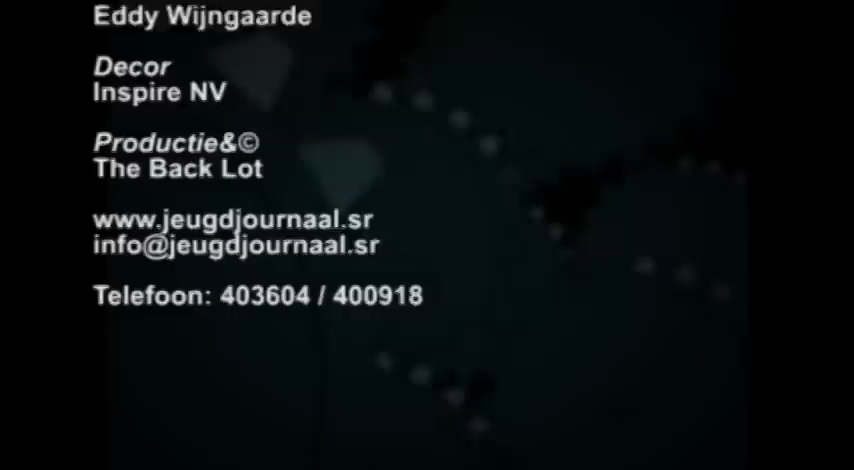 Eddy Wijngaarde
Decor
Inspire NV
Productie&©
The Back Lot
www.jeugdjournaal.sr
info@jeugdjournaal.sr
Telefoon: 403604 / 400918